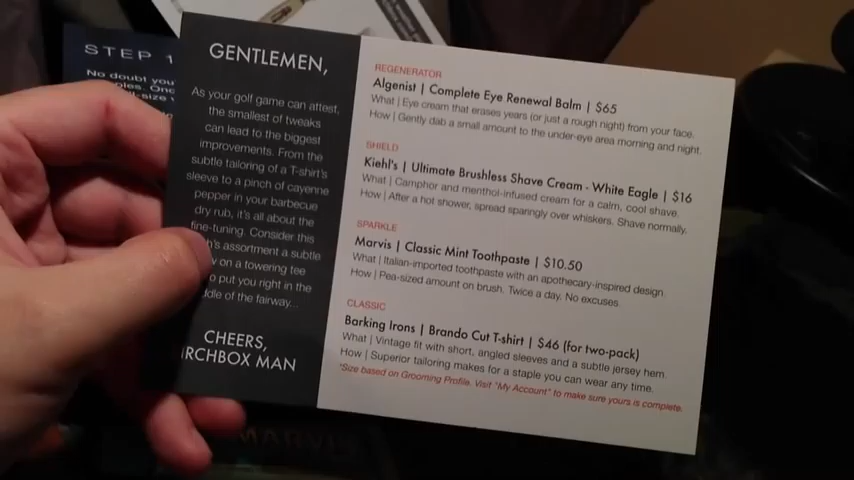 STEP 1
No doubt you
GENTLEMEN,
As your golf game can attest,
the smallest of tweaks
can lead to the biggest
improvements. From the
subtle tailoring of a T-shirt's
sleeve to a pinch of cayenne
pepper in your barbecue
dry rub, it's all about the
fine-tuning. Consider this
assortment a subtle
on a towering tee
put you right in the
of the fairway...
CHEERS,
IRCHBOX MAN
REGENERATOR
Algenist | Complete Eye Renewal Balm | $65
What | Eye cream that erases years (or just a rough night) from your face.
How | Gently dab a small amount to the under-eye area morning and night.
SHIELD
Kiehl's | Ultimate Brushless Shave Cream - White Eagle | $16
What | Camphor and menthol-infused cream for a calm, cool shave.
How | After a hot shower, spread sparingly over whiskers. Shave normally.
SPARKLE
Marvis | Classic Mint Toothpaste | $10.50
What | Italian-imported toothpaste with an apothecary-inspired design.
How | Pea-sized amount on brush. Twice a day. No excuses.
CLASSIC
Barking Irons | Brando Cut T-shirt | $46 (for two-pack)
What | Vintage fit with short, angled sleeves and a subtle jersey hem.
How | Superior tailoring makes for a staple you can wear any time.
*Size based on Grooming Profile. Visit "My Account" to make sure yours is complete.
MARVIS